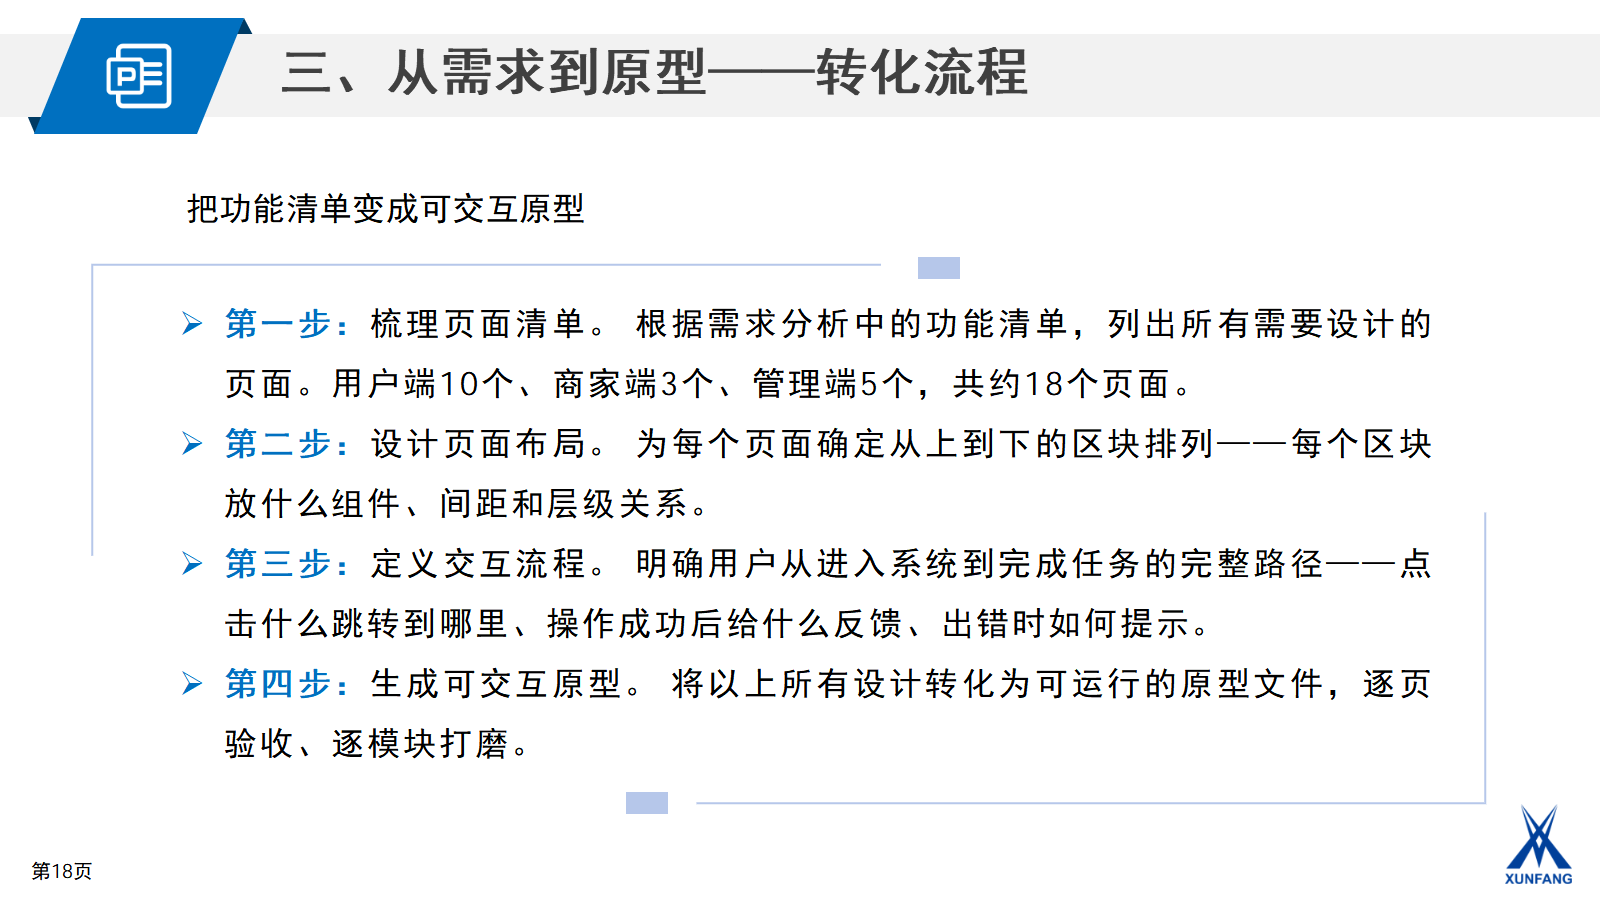 三、从需求到原型——转化流程
把功能清单变成可交互原型
第一步：梳理页面清单。 根据需求分析中的功能清单，列出所有需要设计的
页面。用户端10个、商家端3个、管理端5个，共约18个页面。
第二步：设计页面布局。 为每个页面确定从上到下的区块排列——每个区块
放什么组件、间距和层级关系。
第三步：定义交互流程。 明确用户从进入系统到完成任务的完整路径——点
击什么跳转到哪里、操作成功后给什么反馈、出错时如何提示。
第四步：生成可交互原型。 将以上所有设计转化为可运行的原型文件，逐页
验收、逐模块打磨。
第18页
XUNFANG